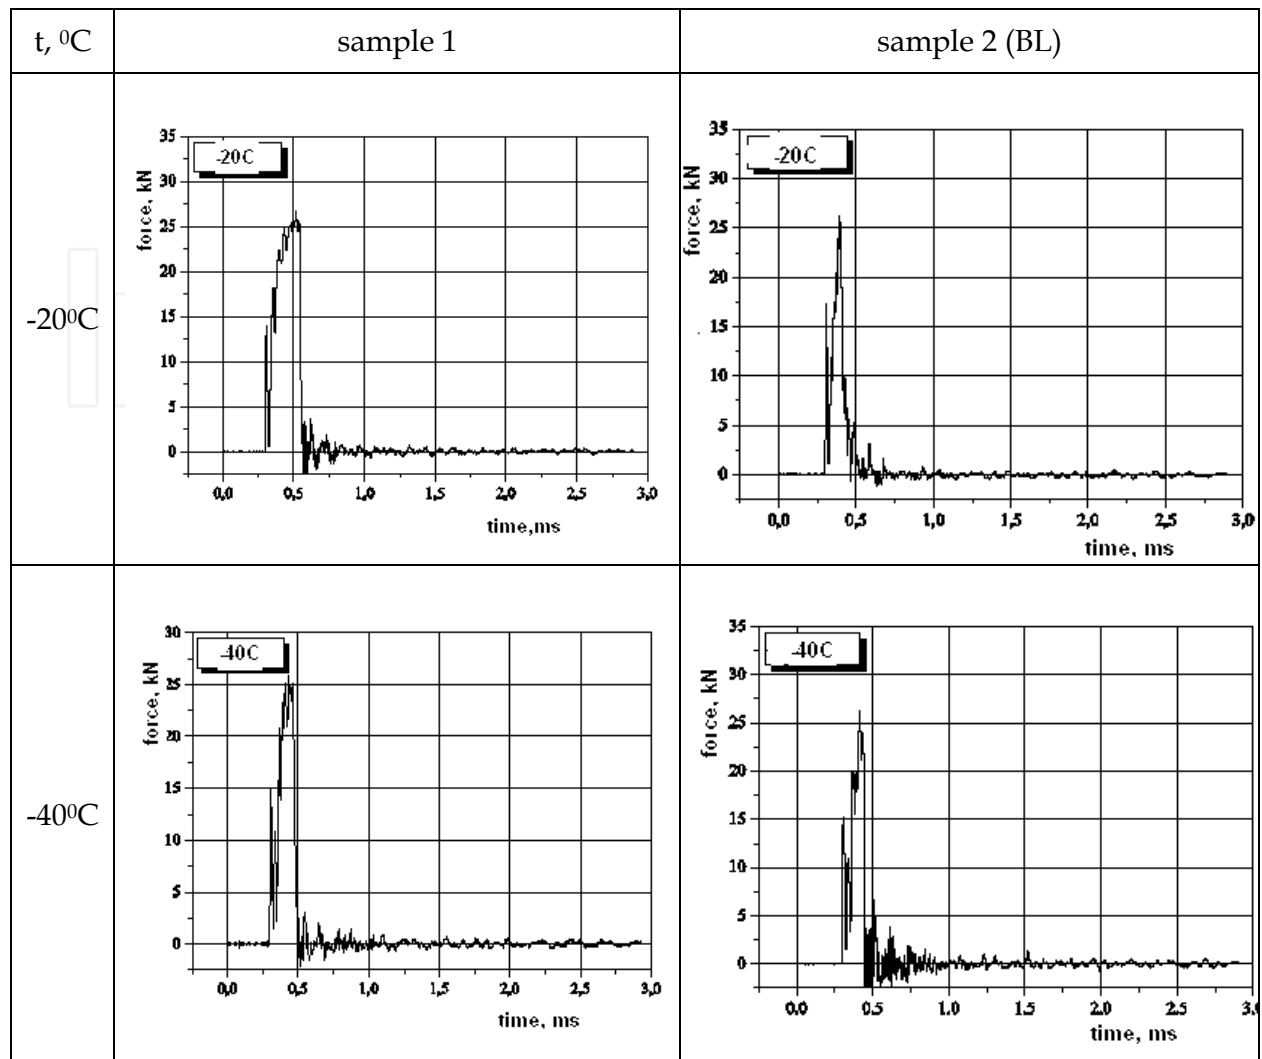 t, ⁰C sample 1 sample 2 (BL)
-20⁰C
35
30
25
20
15
10
5
0
force, kN
-20C
0,0 0,5 1,0 1,5 2,0 2,5 3,0
time,ms
35
30
25
20
15
10
5
0
force, kN
-20C
0,0 0,5 1,0 1,5 2,0 2,5 3,0
time, ms
-40⁰C
30
25
20
15
10
5
0
force, kN
-40C
0,0 0,5 1,0 1,5 2,0 2,5 3,0
time, ms
35
30
25
20
15
10
5
0
force, kN
-40C
0.0 0.5 1.0 1.5 2.0 2.5 3.
time, ms